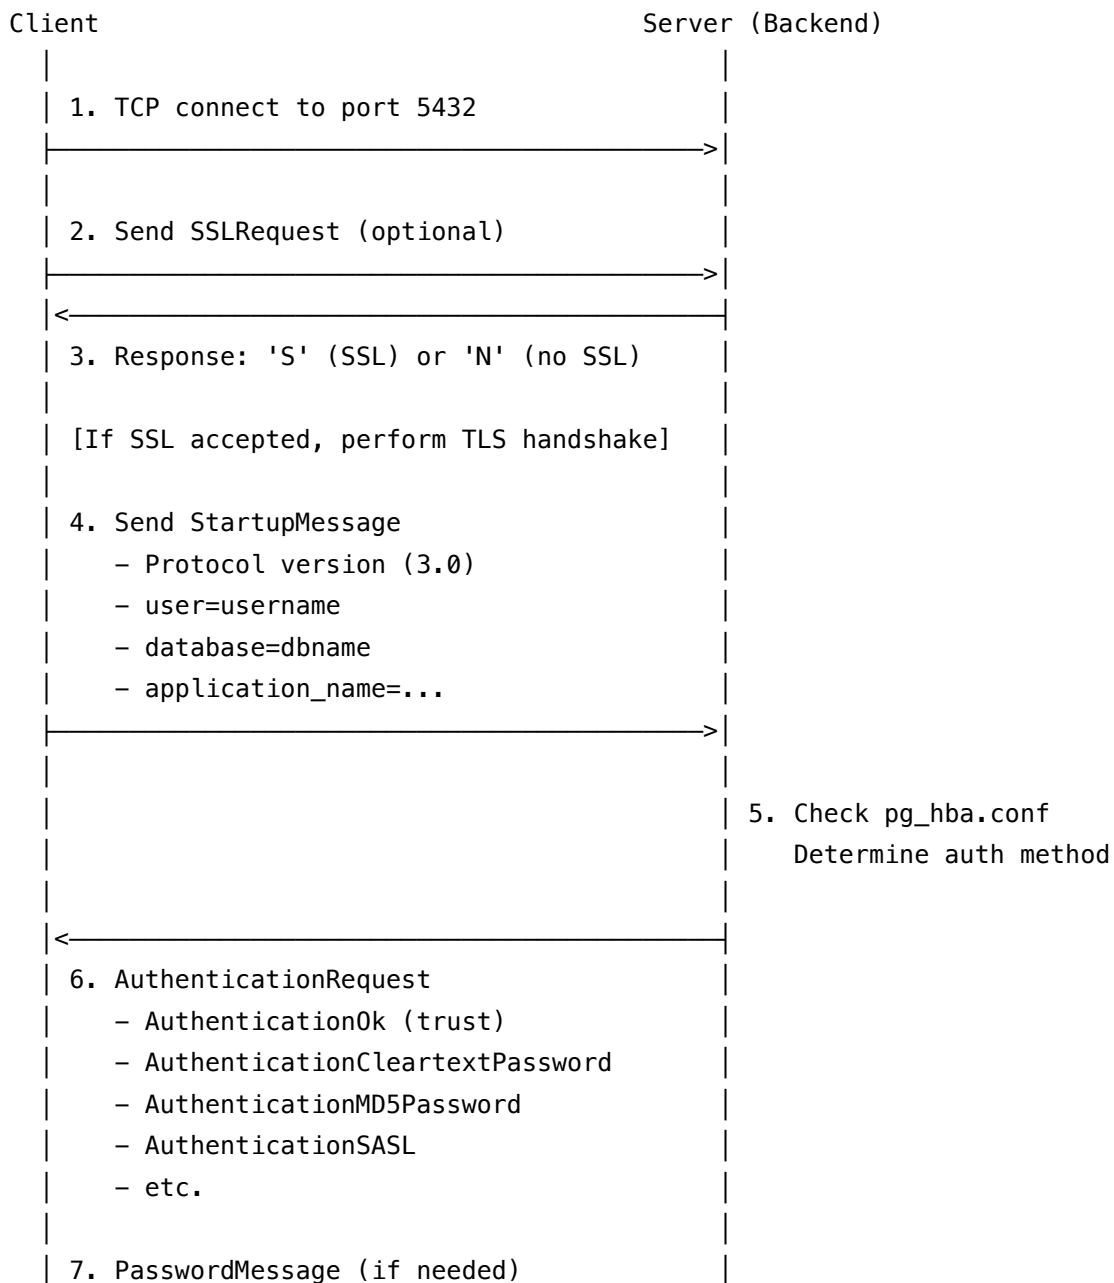 Client Server (Backend)
1. TCP connect to port 5432
2. Send SSLRequest (optional)
3. Response: 'S' (SSL) or 'N' (no SSL)
[If SSL accepted, perform TLS handshake]
4. Send StartupMessage
- Protocol version (3.0)
- user=username
- database=dbname
- application_name=...
5. Check pg_hba.conf
Determine auth method
6. AuthenticationRequest
- AuthenticationOk (trust)
- AuthenticationCleartextPassword
- AuthenticationMD5Password
- AuthenticationSASL
- etc.
7. PasswordMessage (if needed)